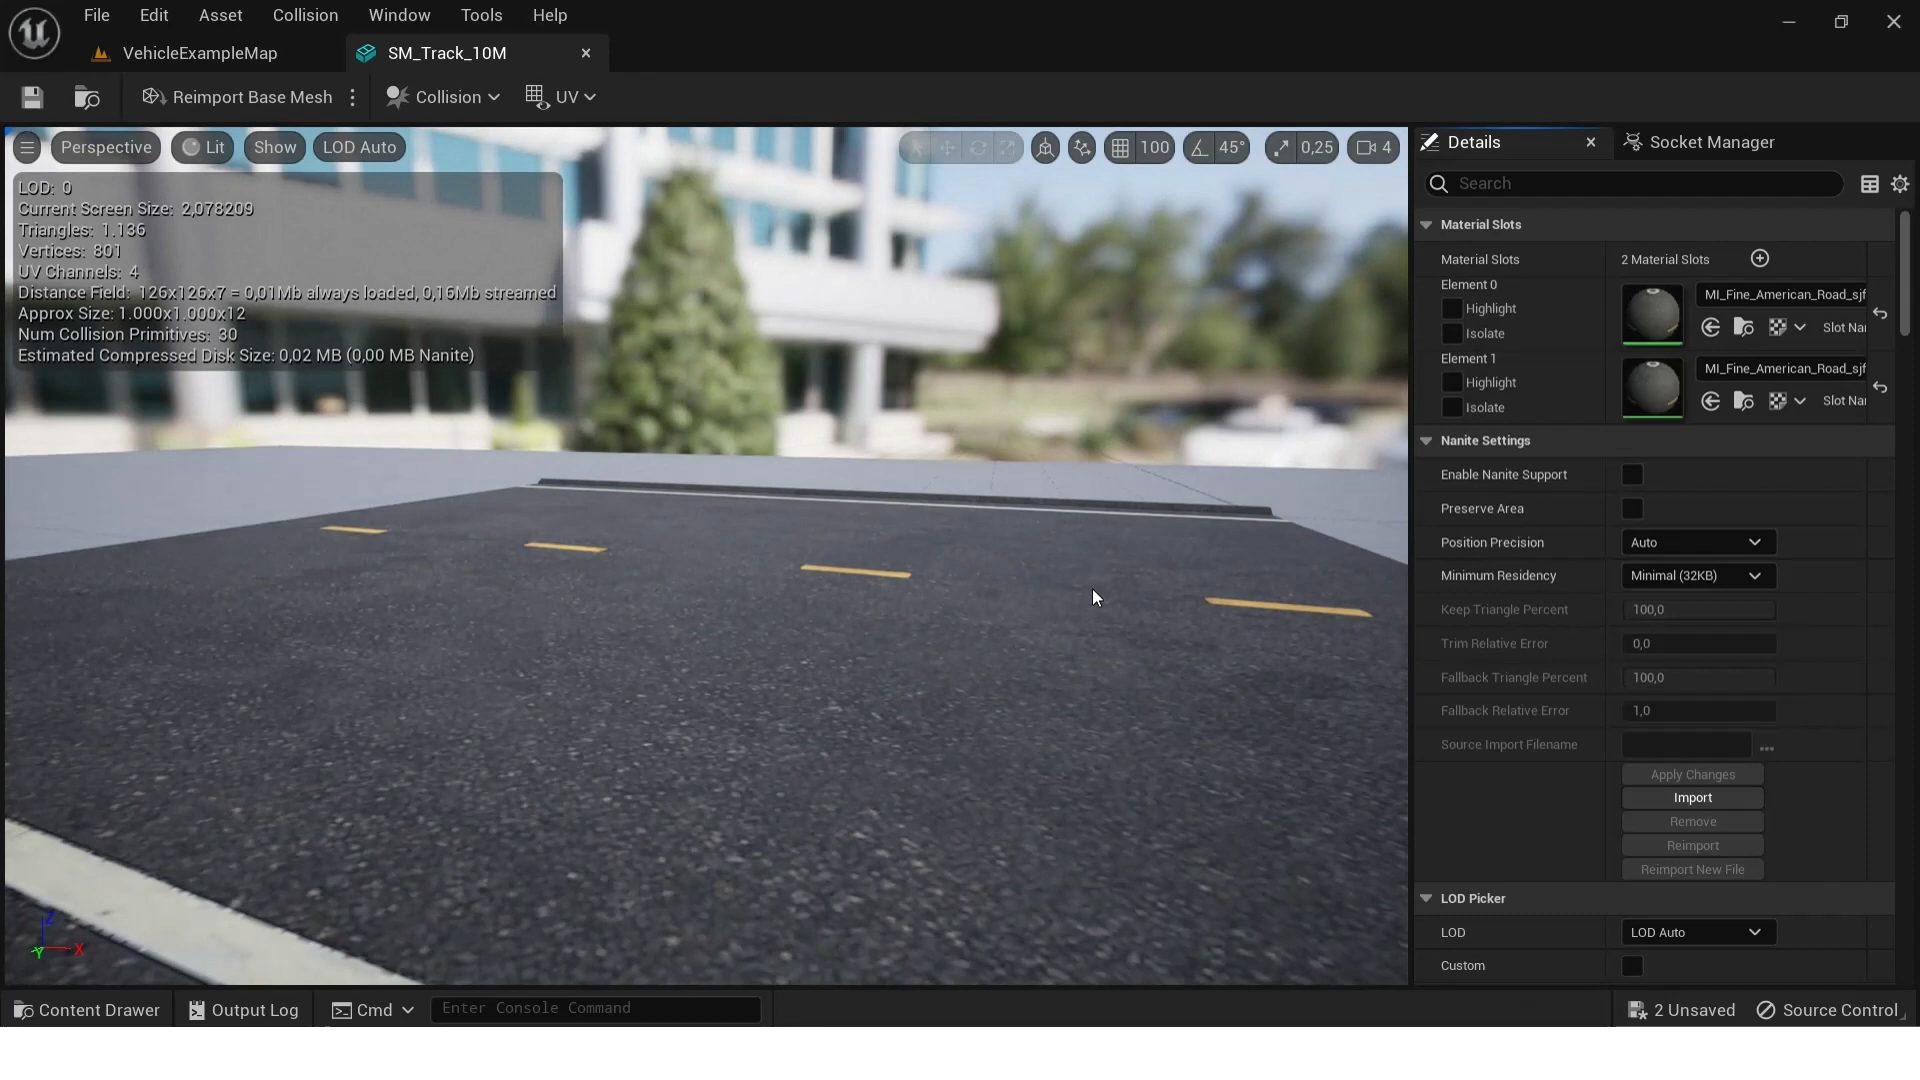 File Edit Asset Collision Window Tools Help
VehicleExampleMap SM_Track_10M
Reimport Base Mesh Collision UV
Perspective Lit Show LOD Auto 100 45° 0,25 4
LOD: 0
Current Screen Size: 2,078209
Triangles: 1.136
Vertices: 801
UV Channels: 4
Distance Field: 126x126x7 = 0,01Mb always loaded, 0,16Mb streamed
Approx Size: 1.000x1.000x12
Num Collision Primitives: 30
Estimated Compressed Disk Size: 0,02 MB (0,00 MB Nanite)
Z
Y X
Details Socket Manager
Search
Material Slots
Material Slots 2 Material Slots
Element 0
MI_Fine_American_Road_sjf
Highlight
Isolate
Slot Nar
Element 1
MI_Fine_American_Road_sjf
Highlight
Isolate
Slot Nar
Nanite Settings
Enable Nanite Support
Preserve Area
Position Precision Auto
Minimum Residency Minimal (32KB)
Keep Triangle Percent 100,0
Trim Relative Error 0,0
Fallback Triangle Percent 100,0
Fallback Relative Error 1,0
Source Import Filename
Apply Changes
Import
Remove
Reimport
Reimport New File
LOD Picker
LOD LOD Auto
Custom
Content Drawer Output Log Cmd Enter Console Command 2 Unsaved Source Control